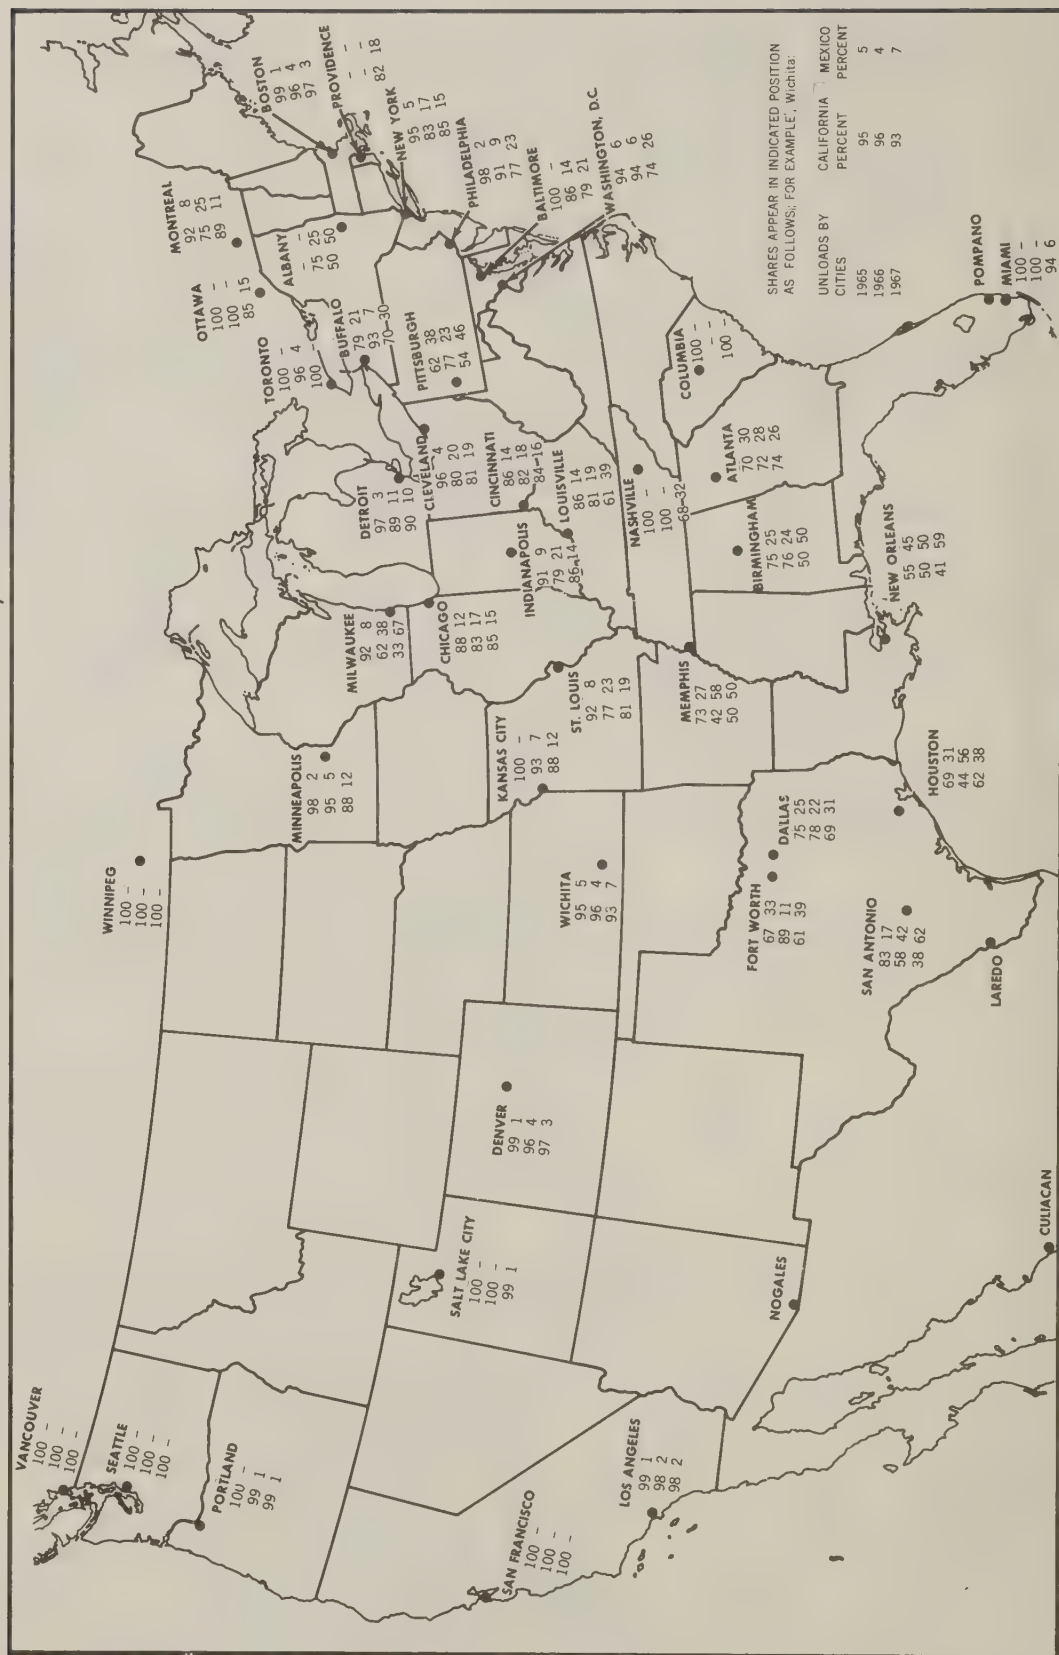 VANCOUVER
100 -
100 -
100 -
SEATTLE
100 -
100 -
100 -
PORTLAND
100 -
99 1
99 1
SAN FRANCISCO
100 -
100 -
100 -
LOS ANGELES
99 1
98 2
98 2
SALT LAKE CITY
100 -
100 -
99 1
NOGALES
CULIACAN
DENVER
99 1
96 4
97 3
WINNIPEG
100 -
100 -
100 -
MINNEAPOLIS
98 2
95 5
88 12
WICHITA
95 5
96 4
93 7
KANSAS CITY
100 -
93 7
88 12
FORT WORTH
67 33
89 11
61 39
DALLAS
75 25
78 22
69 31
SAN ANTONIO
83 17
58 42
38 62
LAREDO
HOUSTON
69 31
44 56
62 38
MILWAUKEE
92 8
62 38
33 67
CHICAGO
88 12
83 17
85 15
ST. LOUIS
92 8
77 23
81 19
MEMPHIS
73 27
42 58
50 50
NEW ORLEANS
55 45
50 50
41 59
DETROIT
97 3
89 11
90 10
CLEVELAND
96 4
80 20
81 19
CINCINNATI
86 14
82 18
84-16
INDIANAPOLIS
91 9
79 21
86-14
LOUISVILLE
86 14
81 19
61 39
NASHVILLE
100 -
100 -
68-32
BIRMINGHAM
75 25
76 24
50 50
ATLANTA
70 30
72 28
74 26
COLUMBIA
100 -
- -
100 -
TORONTO
100 -
96 4
100 -
OTTAWA
100 -
100 -
85 15
MONTREAL
92 8
75 25
89 11
BUFFALO
79 21
93 7
70-30
ALBANY
- -
75 25
50 50
PITTSBURGH
62 38
77 23
54 46
BOSTON
99 1
96 4
97 3
PROVIDENCE
- -
- -
82 18
NEW YORK
95 5
83 17
85 15
PHILADELPHIA
98 2
91 9
77 23
BALTIMORE
100 -
86 14
79 21
WASHINGTON, D.C.
94 6
94 6
74 26
POMPANO
MIAMI
100 -
100 -
94 6
SHARES APPEAR IN INDICATED POSITION
AS FOLLOWS; FOR EXAMPLE, Wichita:
UNLOADS BY CALIFORNIA MEXICO
CITIES PERCENT PERCENT
1965 95 5
1966 96 4
1967 93 7